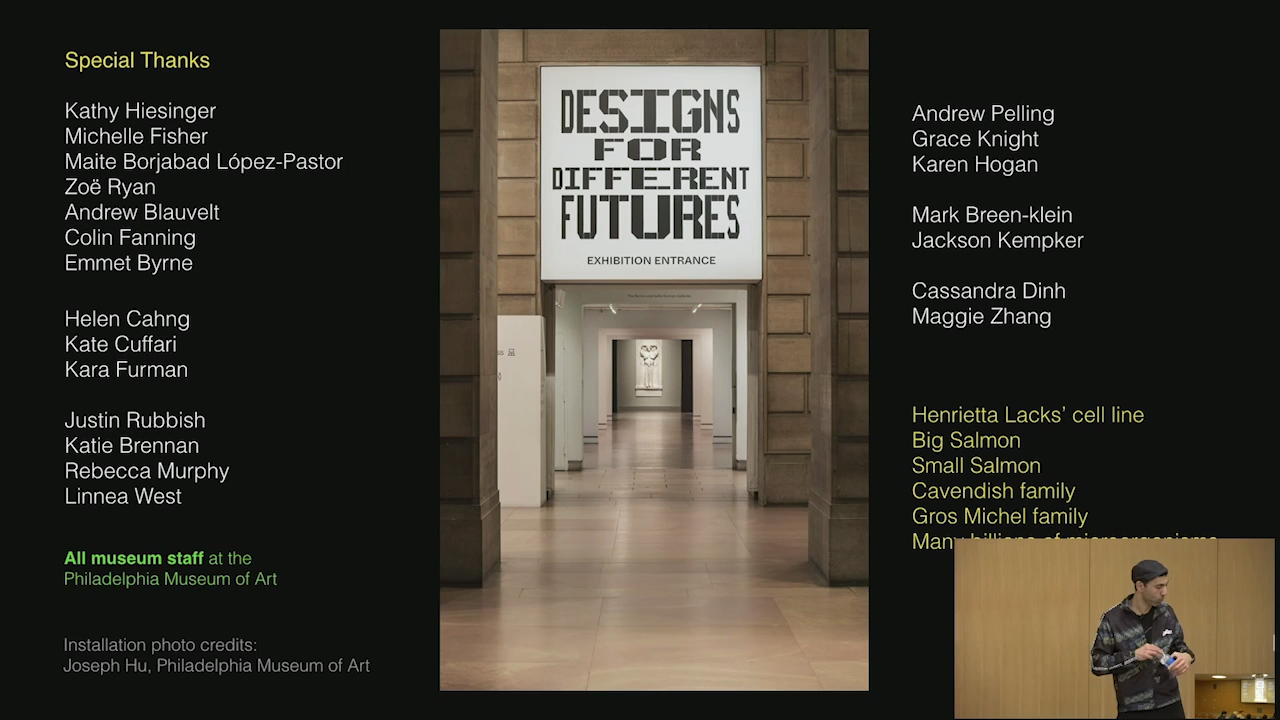 Special Thanks
Kathy Hiesinger
Michelle Fisher
Maite Borjabad López-Pastor
Zoë Ryan
Andrew Blauvelt
Colin Fanning
Emmet Byrne
Helen Cahng
Kate Cuffari
Kara Furman
Justin Rubbish
Katie Brennan
Rebecca Murphy
Linnea West
All museum staff at the
Philadelphia Museum of Art
Installation photo credits:
Joseph Hu, Philadelphia Museum of Art
DESIGNS
FOR
DIFFERENT
FUTURES
EXHIBITION ENTRANCE
Andrew Pelling
Grace Knight
Karen Hogan
Mark Breen-klein
Jackson Kempker
Cassandra Dinh
Maggie Zhang
Henrietta Lacks’ cell line
Big Salmon
Small Salmon
Cavendish family
Gros Michel family
Many billions of microorganisms